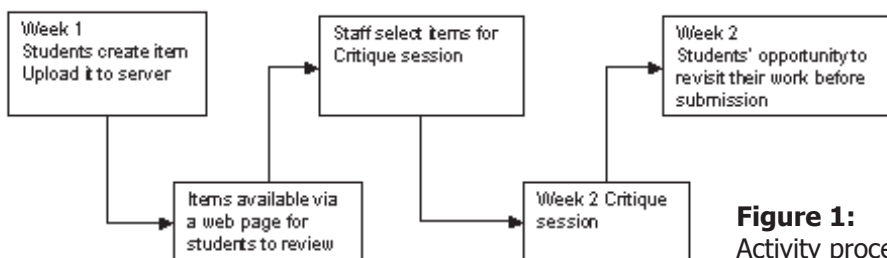 Week 1
Students create item
Upload it to server
Items available via
a web page for
students to review
Staff select items for
Critique session
Week 2 Critique
session
Week 2
Students' opportunity to
revisit their work before
submission
Figure 1: